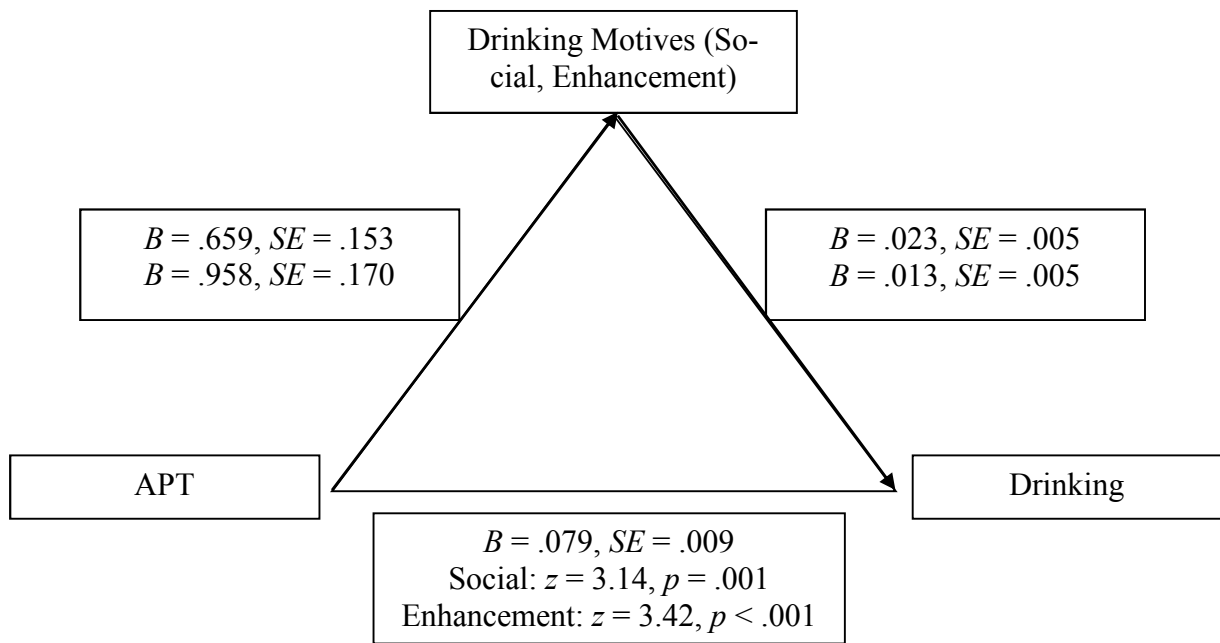 Drinking Motives (So-
cial, Enhancement)
B = .659, SE = .153
B = .958, SE = .170
B = .023, SE = .005
B = .013, SE = .005
APT
Drinking
B = .079, SE = .009
Social: z = 3.14, p = .001
Enhancement: z = 3.42, p < .001